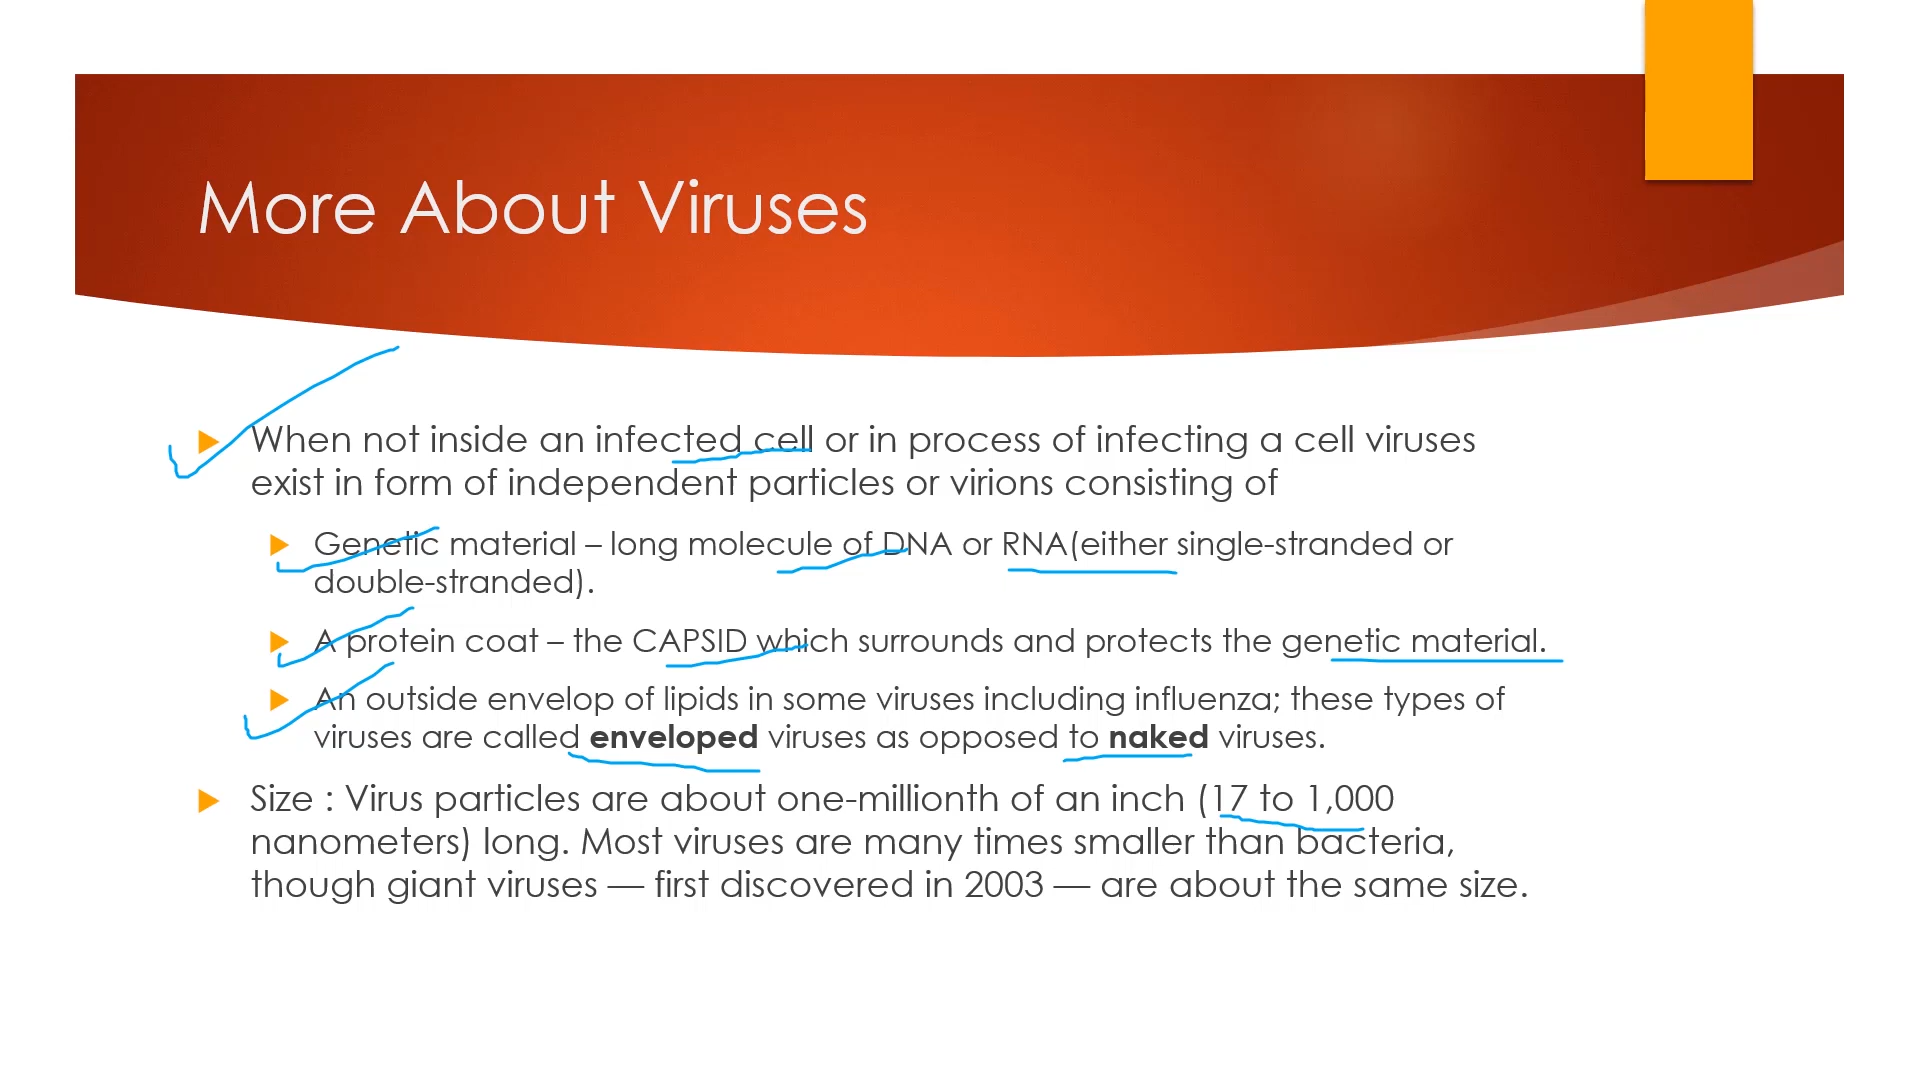 More About Viruses
When not inside an infected cell or in process of infecting a cell viruses
exist in form of independent particles or virions consisting of
Genetic material – long molecule of DNA or RNA(either single-stranded or
double-stranded).
A protein coat – the CAPSID which surrounds and protects the genetic material.
An outside envelop of lipids in some viruses including influenza; these types of
viruses are called enveloped viruses as opposed to naked viruses.
Size : Virus particles are about one-millionth of an inch (17 to 1,000
nanometers) long. Most viruses are many times smaller than bacteria,
though giant viruses — first discovered in 2003 — are about the same size.